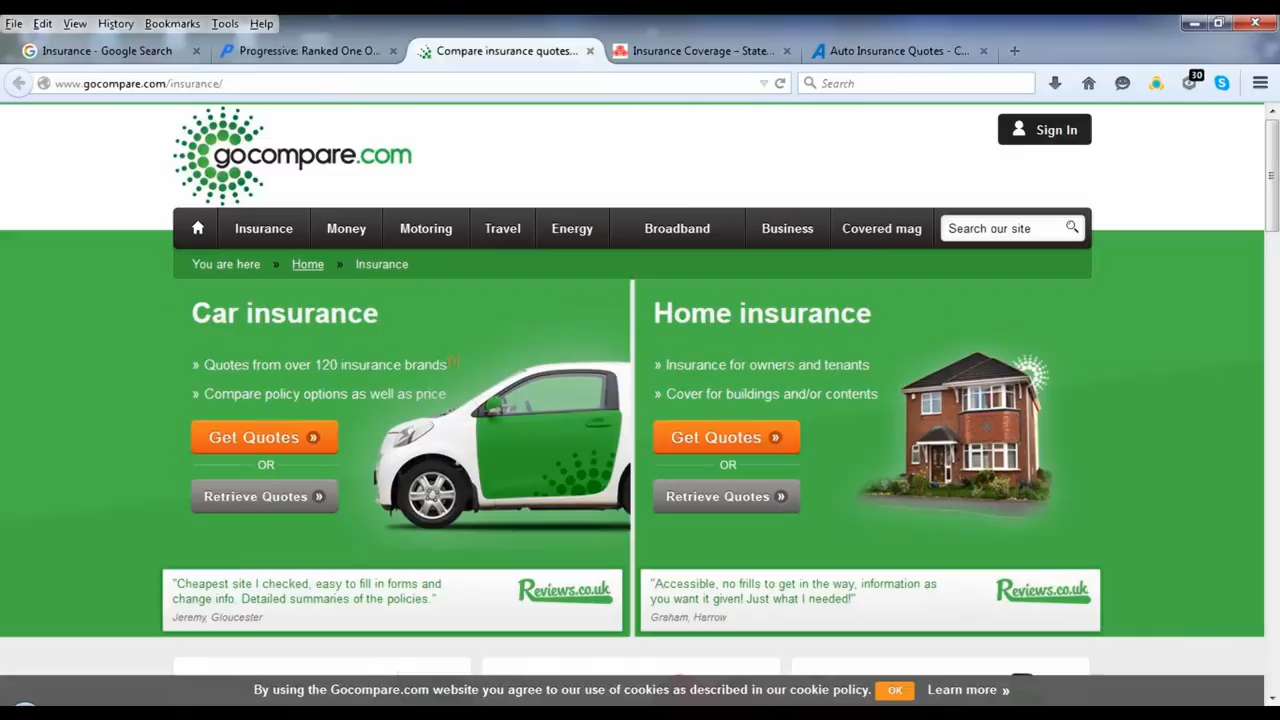 File Edit View History Bookmarks Tools Help
Insurance - Google Search
Progressive: Ranked One O...
Compare insurance quotes...
Insurance Coverage – State...
Auto Insurance Quotes - C...
www.gocompare.com/insurance/
Search
30
gocompare.com
Sign In
Insurance Money Motoring Travel Energy Broadband Business Covered mag
Search our site
You are here » Home » Insurance
Car insurance
» Quotes from over 120 insurance brands[1]
» Compare policy options as well as price
Get Quotes »
OR
Retrieve Quotes »
Home insurance
» Insurance for owners and tenants
» Cover for buildings and/or contents
Get Quotes »
OR
Retrieve Quotes »
"Cheapest site I checked, easy to fill in forms and
change info. Detailed summaries of the policies."
Jeremy, Gloucester
Reviews.co.uk
"Accessible, no frills to get in the way, information as
you want it given! Just what I needed!"
Graham, Harrow
Reviews.co.uk
By using the Gocompare.com website you agree to our use of cookies as described in our cookie policy. OK Learn more »